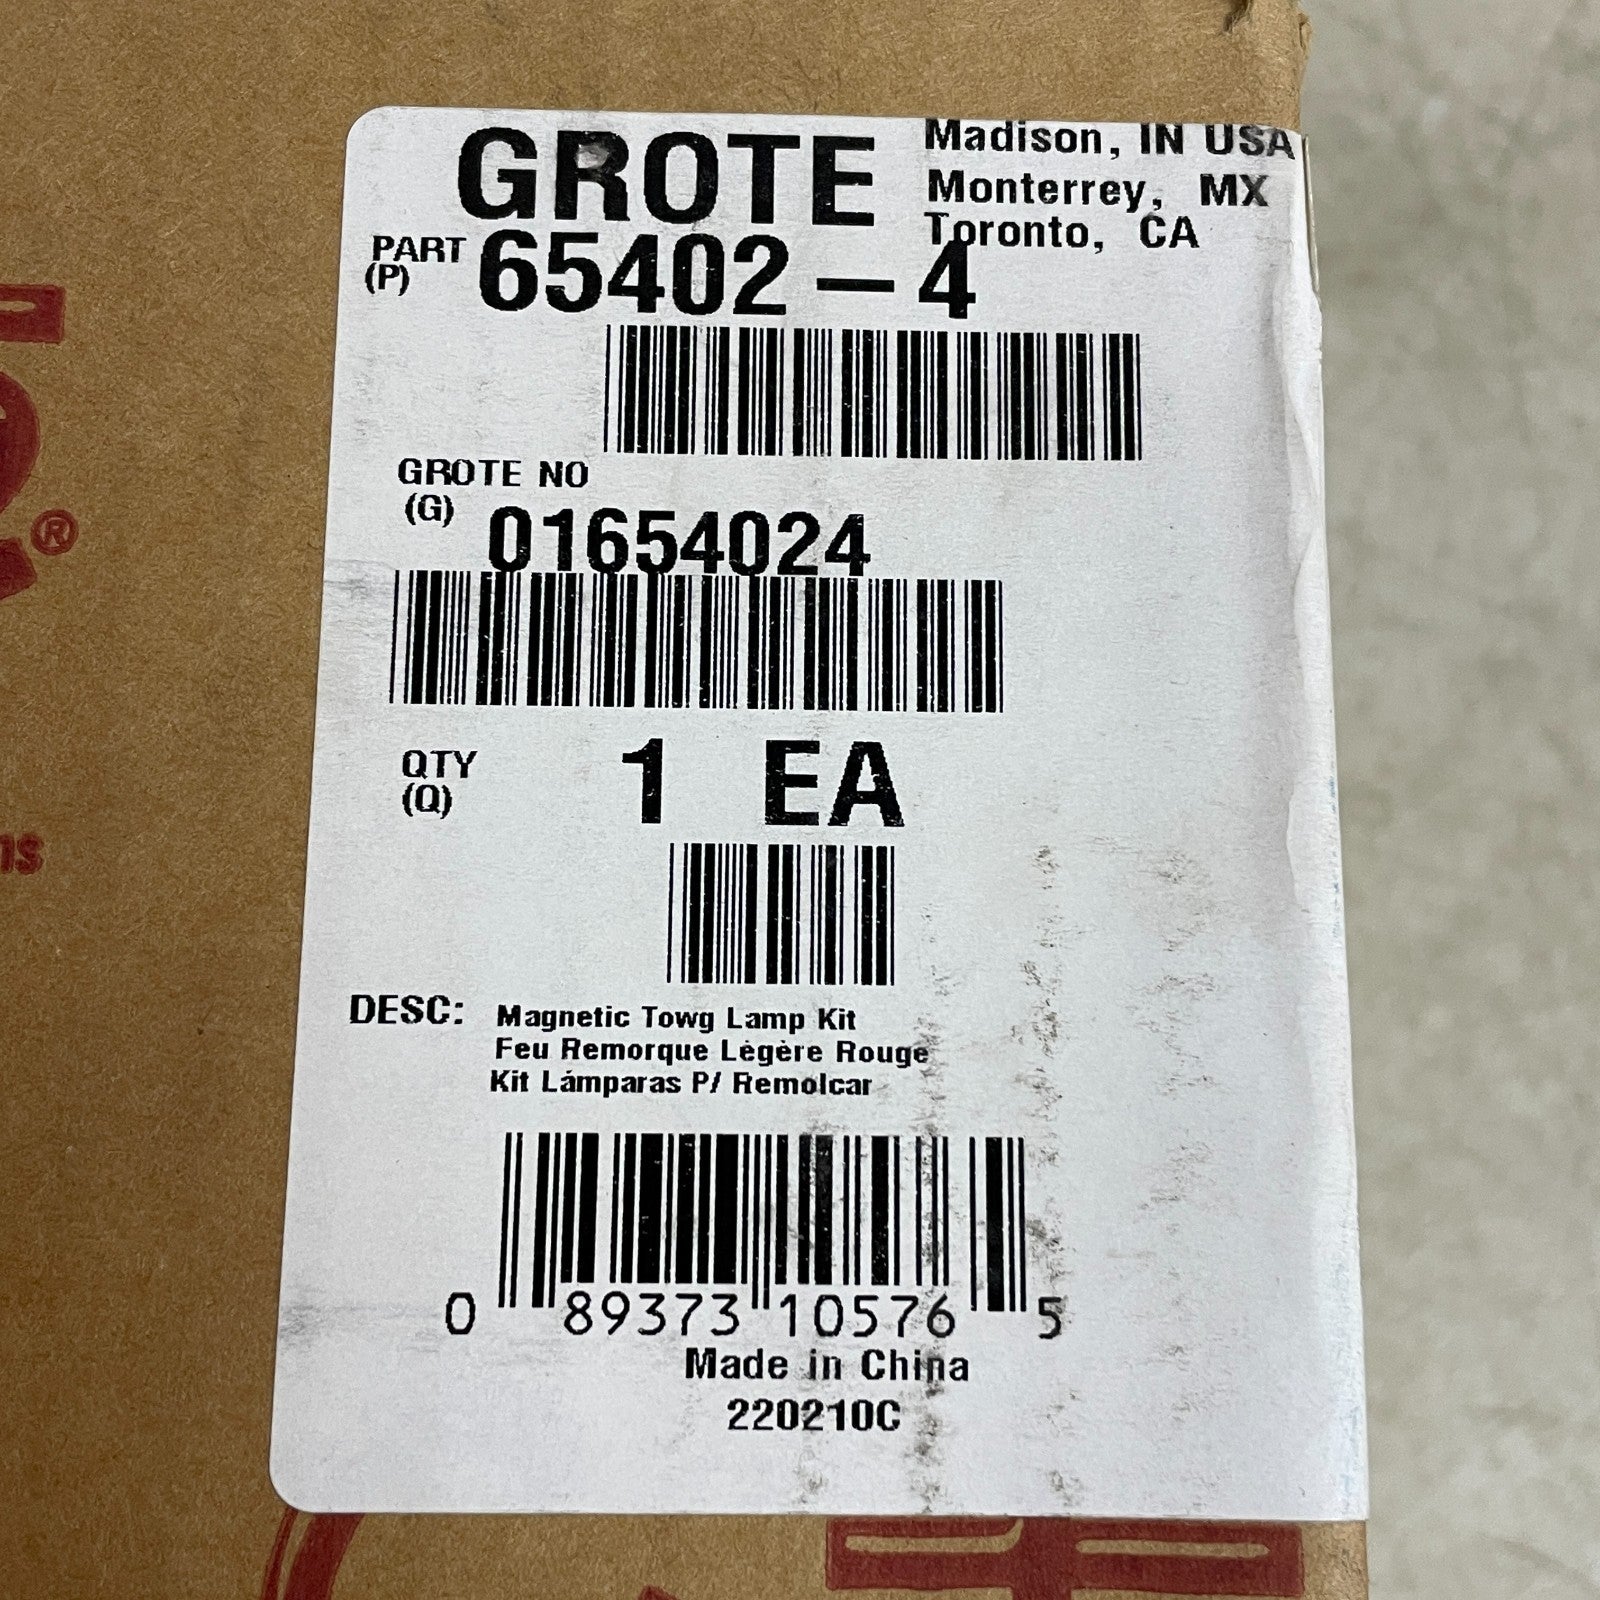 GROTE
Madison, IN USA
Monterrey, MX
Toronto, CA
PART
(P)
65402-4
GROTE NO
(G)
01654024
®
QTY
(Q)
1 EA
ns
DESC: Magnetic Towg Lamp Kit
Feu Remorque Légère Rouge
Kit Lámparas P/ Remolcar
0 89373 10576 5
Made in China
220210C